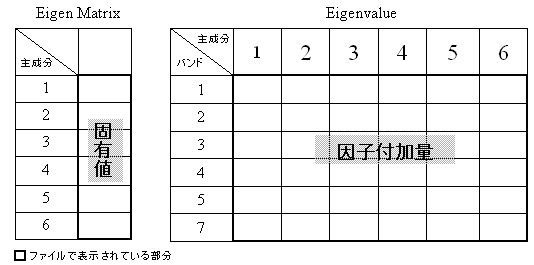 Eigen Matrix
主成分
1
2
3
4
5
6
固有値
Eigenvalue
主成分
バンド
1 2 3 4 5 6
1
2
3
4
5
7
因子付加量
ファイルで表示されている部分